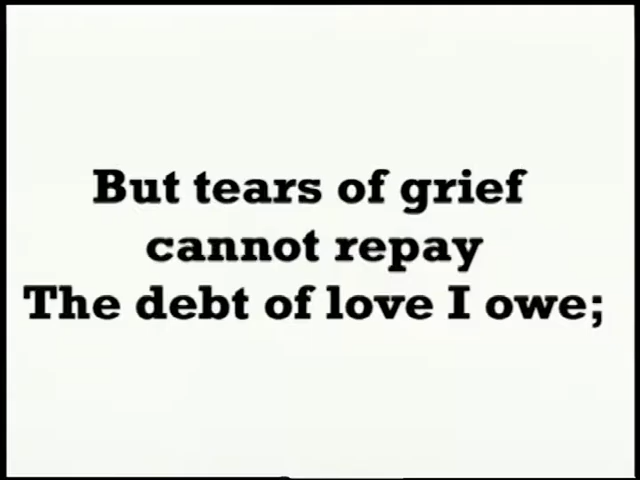 But tears of grief
cannot repay
The debt of love I owe;